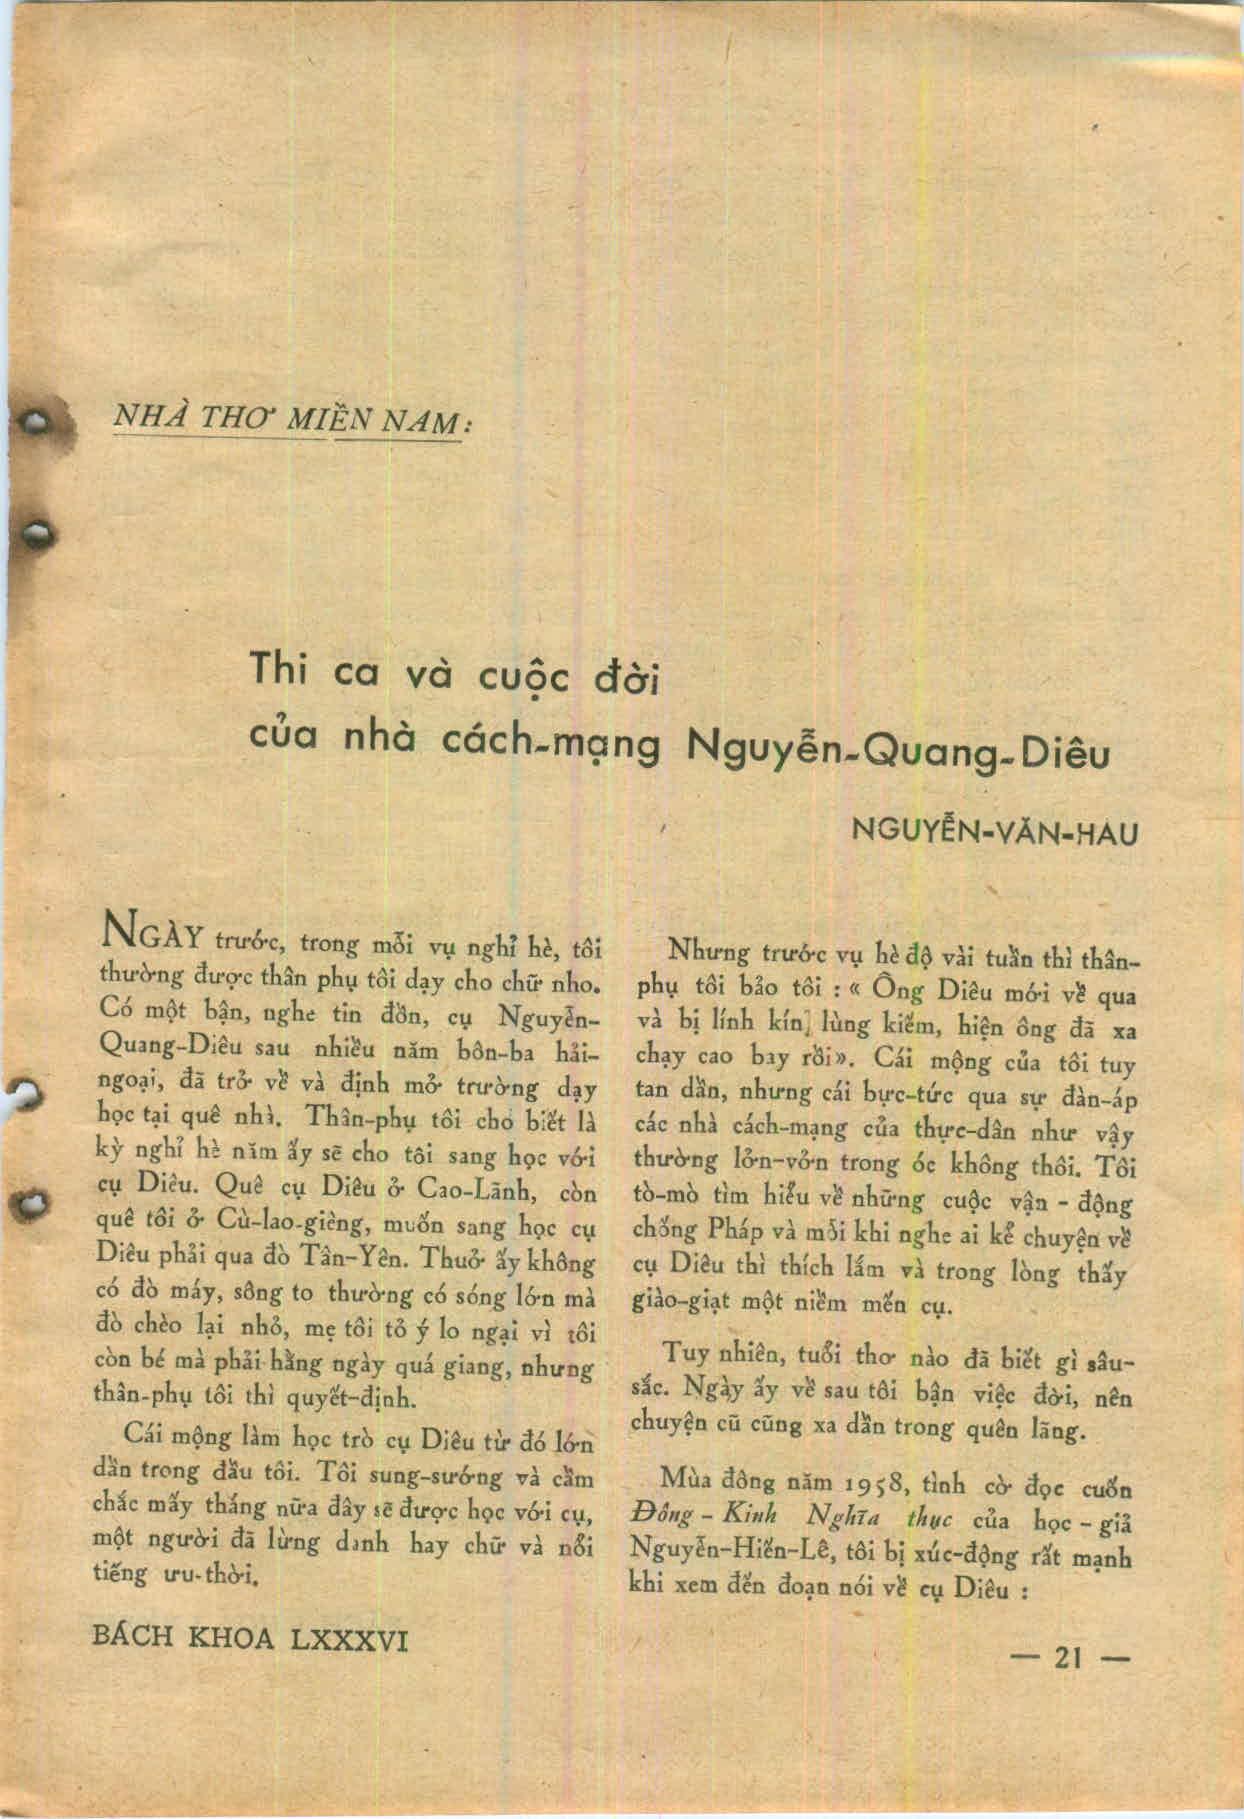 NHÀ THƠ MIỀN NAM:
Thi ca và cuộc đời
của nhà cách-mạng Nguyễn-Quang-Diêu
NGUYỄN-VĂN-HẦU
NGÀY trước, trong mỗi vụ nghỉ hè, tôi
thường được thân phụ tôi dạy cho chữ nho.
Có một bận, nghe tin đồn, cụ Nguyễn-
Quang-Diêu sau nhiều năm bôn-ba hải-
ngoại, đã trở về và định mở trường dạy
học tại quê nhà. Thân-phụ tôi cho biết là
kỳ nghỉ hè năm ấy sẽ cho tôi sang học với
cụ Diêu. Quê cụ Diêu ở Cao-Lãnh, còn
quê tôi ở Cù-lao-giêng, muốn sang học cụ
Diêu phải qua đò Tân-Yên. Thuở ấy không
có đò máy, sông to thường có sóng lớn mà
đò chèo lại nhỏ, mẹ tôi tỏ ý lo ngại vì tôi
còn bé mà phải hằng ngày quá giang, nhưng
thân-phụ tôi thì quyết-định.
Cái mộng làm học trò cụ Diêu từ đó lớn
dần trong đầu tôi. Tôi sung-sướng và cầm
chắc mấy tháng nữa đây sẽ được học với cụ,
một người đã lừng danh hay chữ và nổi
tiếng ưu-thời.
Nhưng trước vụ hè độ vài tuần thì thân-
phụ tôi bảo tôi : « Ông Diêu mới về qua
và bị lính kín] lùng kiếm, hiện ông đã xa
chạy cao bay rồi». Cái mộng của tôi tuy
tan dần, nhưng cái bực-tức qua sự đàn-áp
các nhà cách-mạng của thực-dân như vậy
thường lởn-vởn trong óc không thôi. Tôi
tò-mò tìm hiểu về những cuộc vận - động
chống Pháp và mỗi khi nghe ai kể chuyện về
cụ Diêu thì thích lắm và trong lòng thấy
giào-giạt một niềm mến cụ.
Tuy nhiên, tuổi thơ nào đã biết gì sâu-
sắc. Ngày ấy về sau tôi bận việc đời, nên
chuyện cũ cũng xa dần trong quên lãng.
Mùa đông năm 1958, tình cờ đọc cuốn
Đông - Kinh Nghĩa thục của học - giả
Nguyễn-Hiến-Lê, tôi bị xúc-động rất mạnh
khi xem đến đoạn nói về cụ Diêu :
BÁCH KHOA LXXXVI
— 21 —